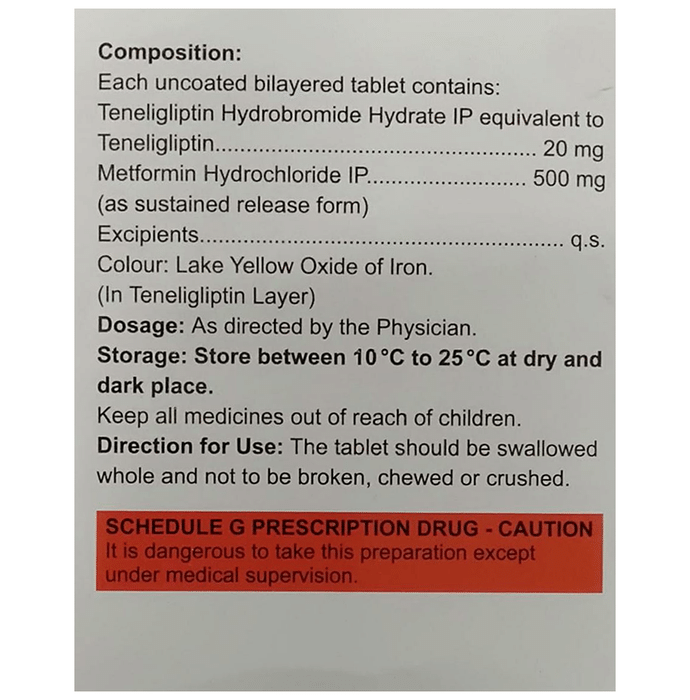 Composition:
Each uncoated bilayered tablet contains:
Teneligliptin Hydrobromide Hydrate IP equivalent to
Teneligliptin.................................................... 20 mg
Metformin Hydrochloride IP.......................... 500 mg
(as sustained release form)
Excipients.......................................................... q.s.
Colour: Lake Yellow Oxide of Iron.
(In Teneligliptin Layer)
Dosage: As directed by the Physician.
Storage: Store between 10°C to 25°C at dry and
dark place.
Keep all medicines out of reach of children.
Direction for Use: The tablet should be swallowed
whole and not to be broken, chewed or crushed.
SCHEDULE G PRESCRIPTION DRUG - CAUTION
It is dangerous to take this preparation except
under medical supervision.